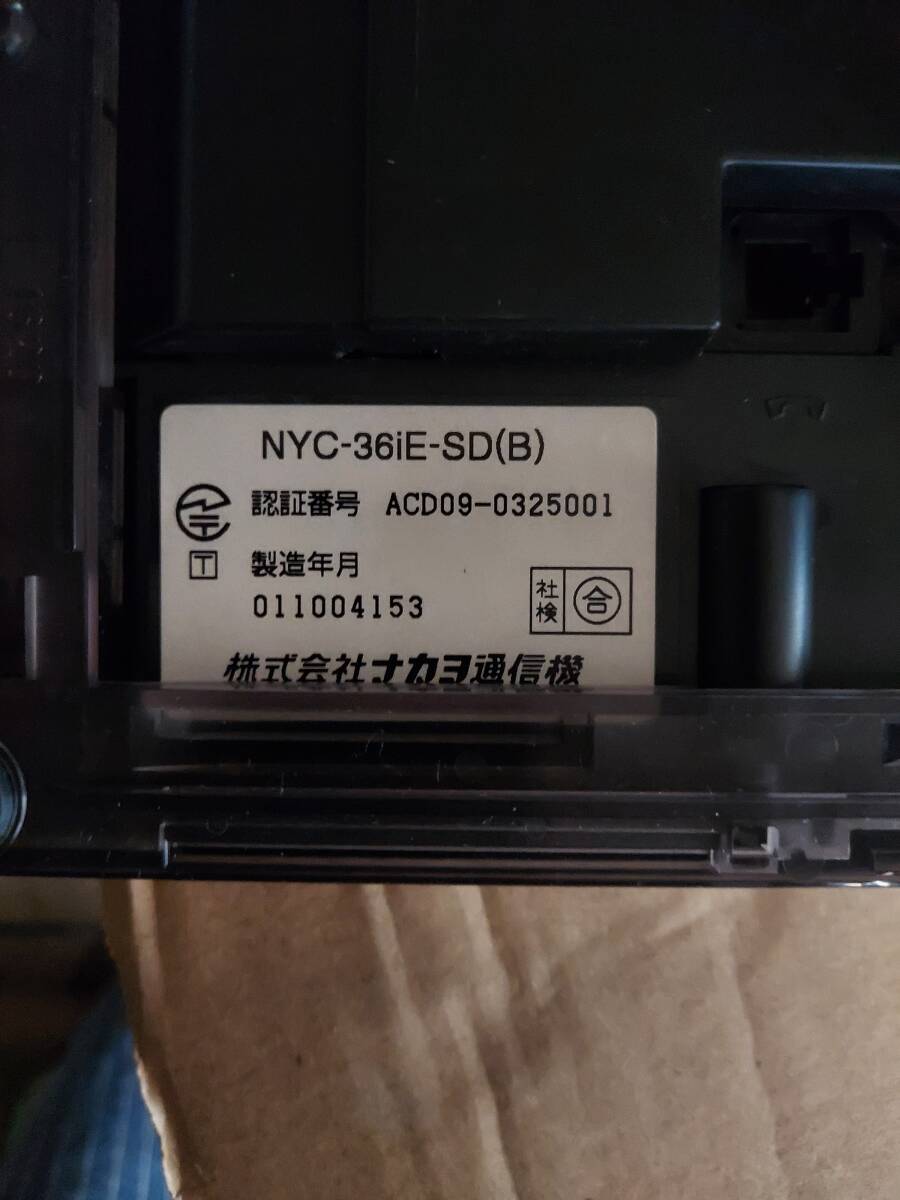 NYC-36iE-SD(B)
認証番号 ACD09-0325001
T 製造年月
011004153
社検 合
株式会社ナカヨ通信機